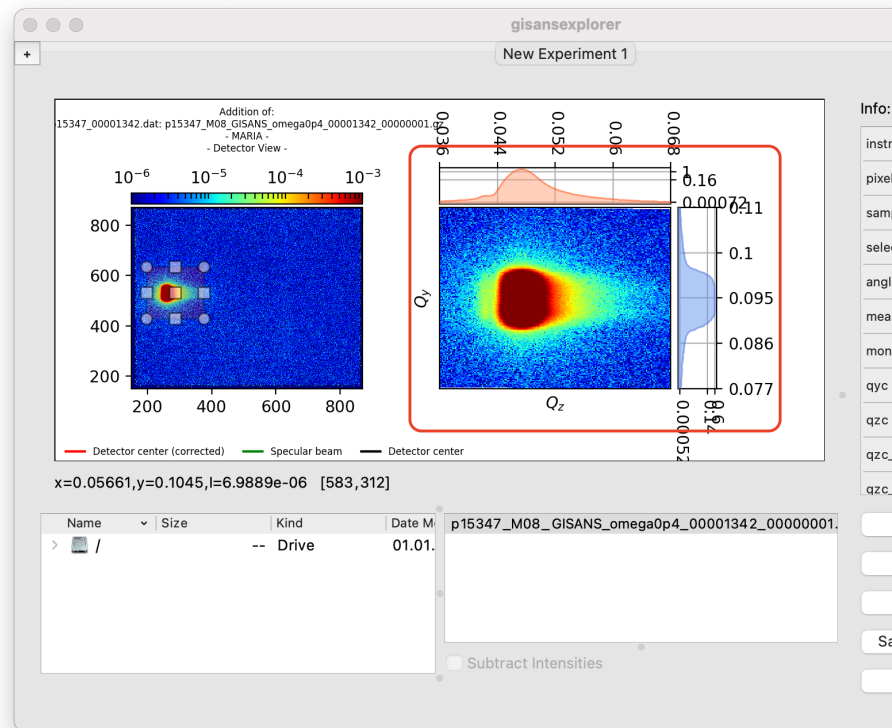 gisansexplorer
+
New Experiment 1
Addition of:
15347_00001342.dat: p15347_M08_GISANS_omega0p4_00001342_00000001.g
- MARIA -
- Detector View -
10−6 10−5 10−4 10−3
800
600
400
200
200 400 600 800
Detector center (corrected) Specular beam Detector center
0.036 0.044 0.052 0.06 0.068
1
0.16
0.00072
0.11
0.1
0.095
0.086
0.077
Qy
Qz
0.00052 0.14 0.6
x=0.05661,y=0.1045,I=6.9889e-06 [583,312]
Name Size Kind Date M
/ -- Drive 01.01.
p15347_M08_GISANS_omega0p4_00001342_00000001.
Subtract Intensities
Info:
instr
pixel
samp
selec
angl
mea
mon
qyc
qzc
qzc_
qzc_
Sa